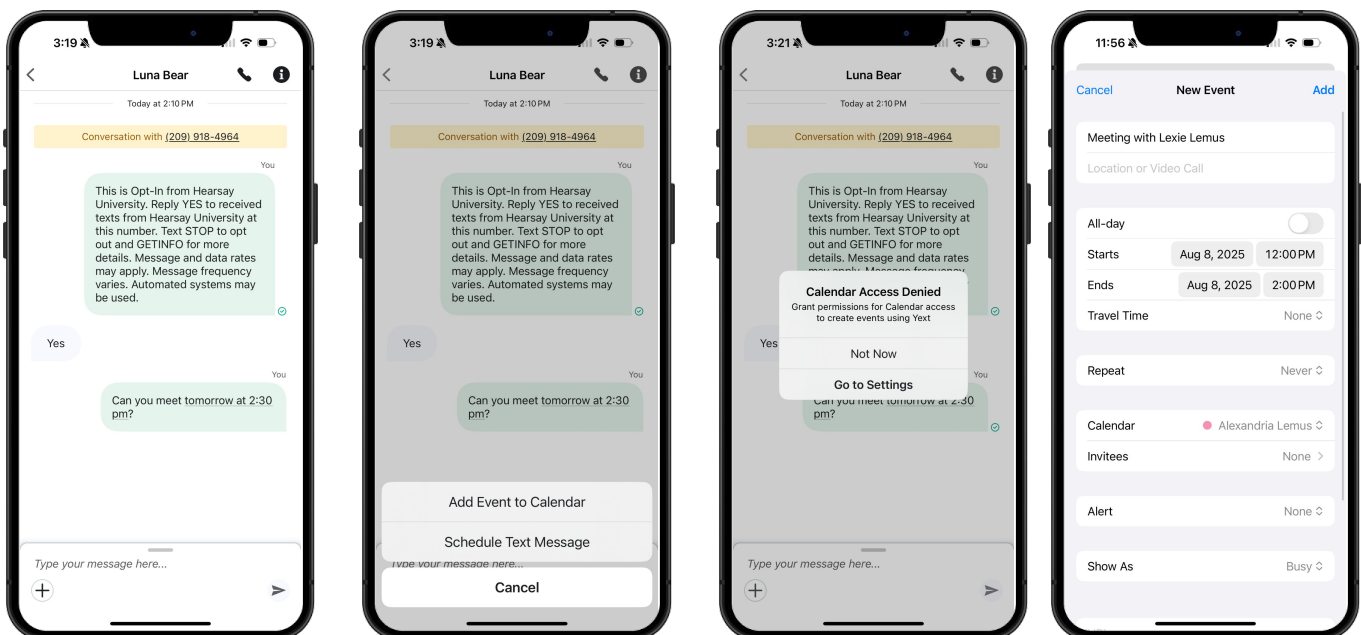 3:19
Luna Bear
Today at 2:10 PM
Conversation with (209) 918-4964
You
This is Opt-In from Hearsay
University. Reply YES to received
texts from Hearsay University at
this number. Text STOP to opt
out and GETINFO for more
details. Message and data rates
may apply. Message frequency
varies. Automated systems may
be used.
Yes
You
Can you meet tomorrow at 2:30
pm?
Type your message here...
3:19
Luna Bear
Today at 2:10 PM
Conversation with (209) 918-4964
You
This is Opt-In from Hearsay
University. Reply YES to received
texts from Hearsay University at
this number. Text STOP to opt
out and GETINFO for more
details. Message and data rates
may apply. Message frequency
varies. Automated systems may
be used.
Yes
You
Can you meet tomorrow at 2:30
pm?
Add Event to Calendar
Schedule Text Message
Type your message here...
Cancel
3:21
Luna Bear
Today at 2:10 PM
Conversation with (209) 918-4964
You
This is Opt-In from Hearsay
University. Reply YES to received
texts from Hearsay University at
this number. Text STOP to opt
out and GETINFO for more
details. Message and data rates
may apply. Message frequency
Calendar Access Denied
Grant permissions for Calendar access
to create events using Yext
Yes
Not Now
You
Go to Settings
Can you meet tomorrow at 2:30
pm?
Type your message here...
11:56
Cancel
New Event
Add
Meeting with Lexie Lemus
Location or Video Call
All-day
Starts Aug 8, 2025 12:00 PM
Ends Aug 8, 2025 2:00 PM
Travel Time None
Repeat Never
Calendar Alexandria Lemus
Invitees None
Alert None
Show As Busy